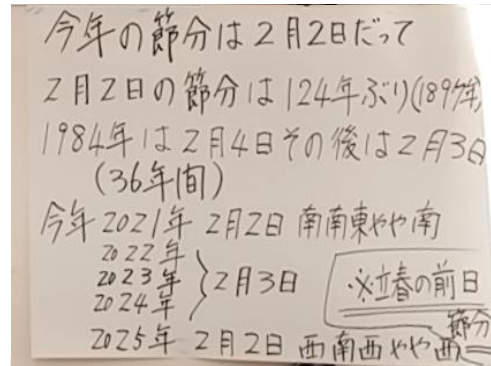 今年の節分は2月2日だって
2月2日の節分は124年ぶり(1897年)
1984年は2月4日その後は2月3日
(36年間)
今年2021年 2月2日 南南東やや南
2022年
2023年
2024年
2月3日
※立春の前日
節分
2025年 2月2日 西南西やや西